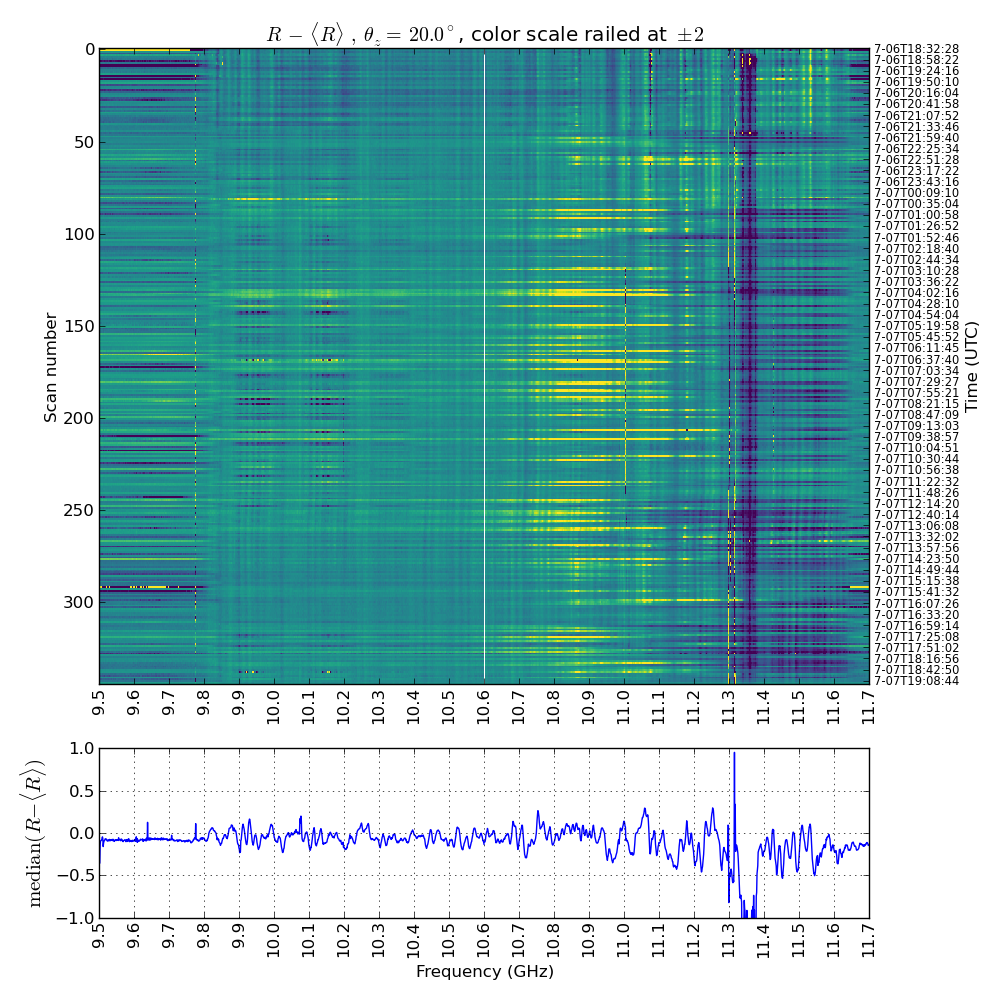 R − ⟨R⟩ , θz = 20.0°, color scale railed at ±2
Scan number
0
50
100
150
200
250
300
7-06T18:32:28
7-06T18:58:22
7-06T19:24:16
7-06T19:50:10
7-06T20:16:04
7-06T20:41:58
7-06T21:07:52
7-06T21:33:46
7-06T21:59:40
7-06T22:25:34
7-06T22:51:28
7-06T23:17:22
7-06T23:43:16
7-07T00:09:10
7-07T00:35:04
7-07T01:00:58
7-07T01:26:52
7-07T01:52:46
7-07T02:18:40
7-07T02:44:34
7-07T03:10:28
7-07T03:36:22
7-07T04:02:16
7-07T04:28:10
7-07T04:54:04
7-07T05:19:58
7-07T05:45:52
7-07T06:11:45
7-07T06:37:40
7-07T07:03:34
7-07T07:29:27
7-07T07:55:21
7-07T08:21:15
7-07T08:47:09
7-07T09:13:03
7-07T09:38:57
7-07T10:04:51
7-07T10:30:44
7-07T10:56:38
7-07T11:22:32
7-07T11:48:26
7-07T12:14:20
7-07T12:40:14
7-07T13:06:08
7-07T13:32:02
7-07T13:57:56
7-07T14:23:50
7-07T14:49:44
7-07T15:15:38
7-07T15:41:32
7-07T16:07:26
7-07T16:33:20
7-07T16:59:14
7-07T17:25:08
7-07T17:51:02
7-07T18:16:56
7-07T18:42:50
7-07T19:08:44
Time (UTC)
9.5 9.6 9.7 9.8 9.9 10.0 10.1 10.2 10.3 10.4 10.5 10.6 10.7 10.8 10.9 11.0 11.1 11.2 11.3 11.4 11.5 11.6 11.7
median(R−⟨R⟩)
1.0
0.5
0.0
−0.5
−1.0
9.5 9.6 9.7 9.8 9.9 10.0 10.1 10.2 10.3 10.4 10.5 10.6 10.7 10.8 10.9 11.0 11.1 11.2 11.3 11.4 11.5 11.6 11.7
Frequency (GHz)